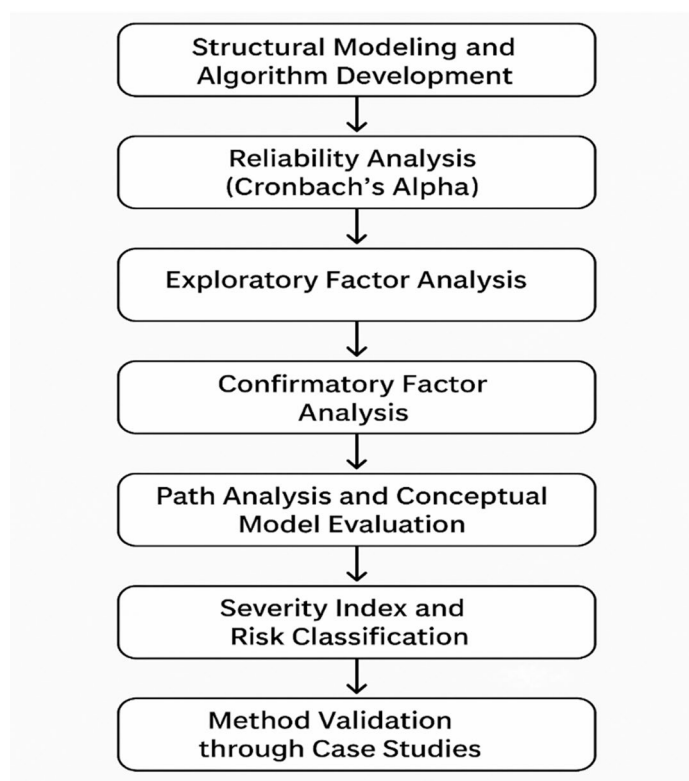 Structural Modeling and
Algorithm Development
Reliability Analysis
(Cronbach's Alpha)
Exploratory Factor Analysis
Confirmatory Factor
Analysis
Path Analysis and Conceptual
Model Evaluation
Severity Index and
Risk Classification
Method Validation
through Case Studies